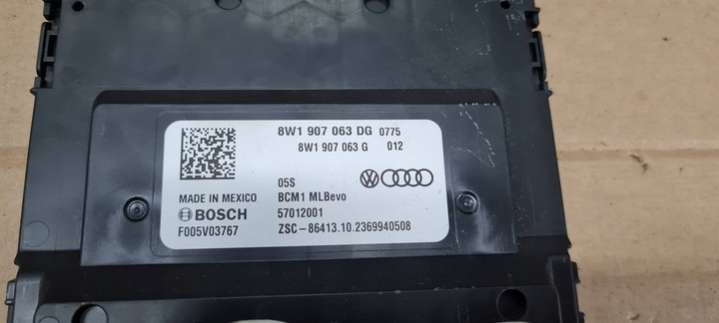 8W1 907 063 DG 0775
8W1 907 063 G 012
05S
MADE IN MEXICO BCM1 MLBevo
BOSCH 57012001
F005V03767 ZSC-86413.10.2369940508